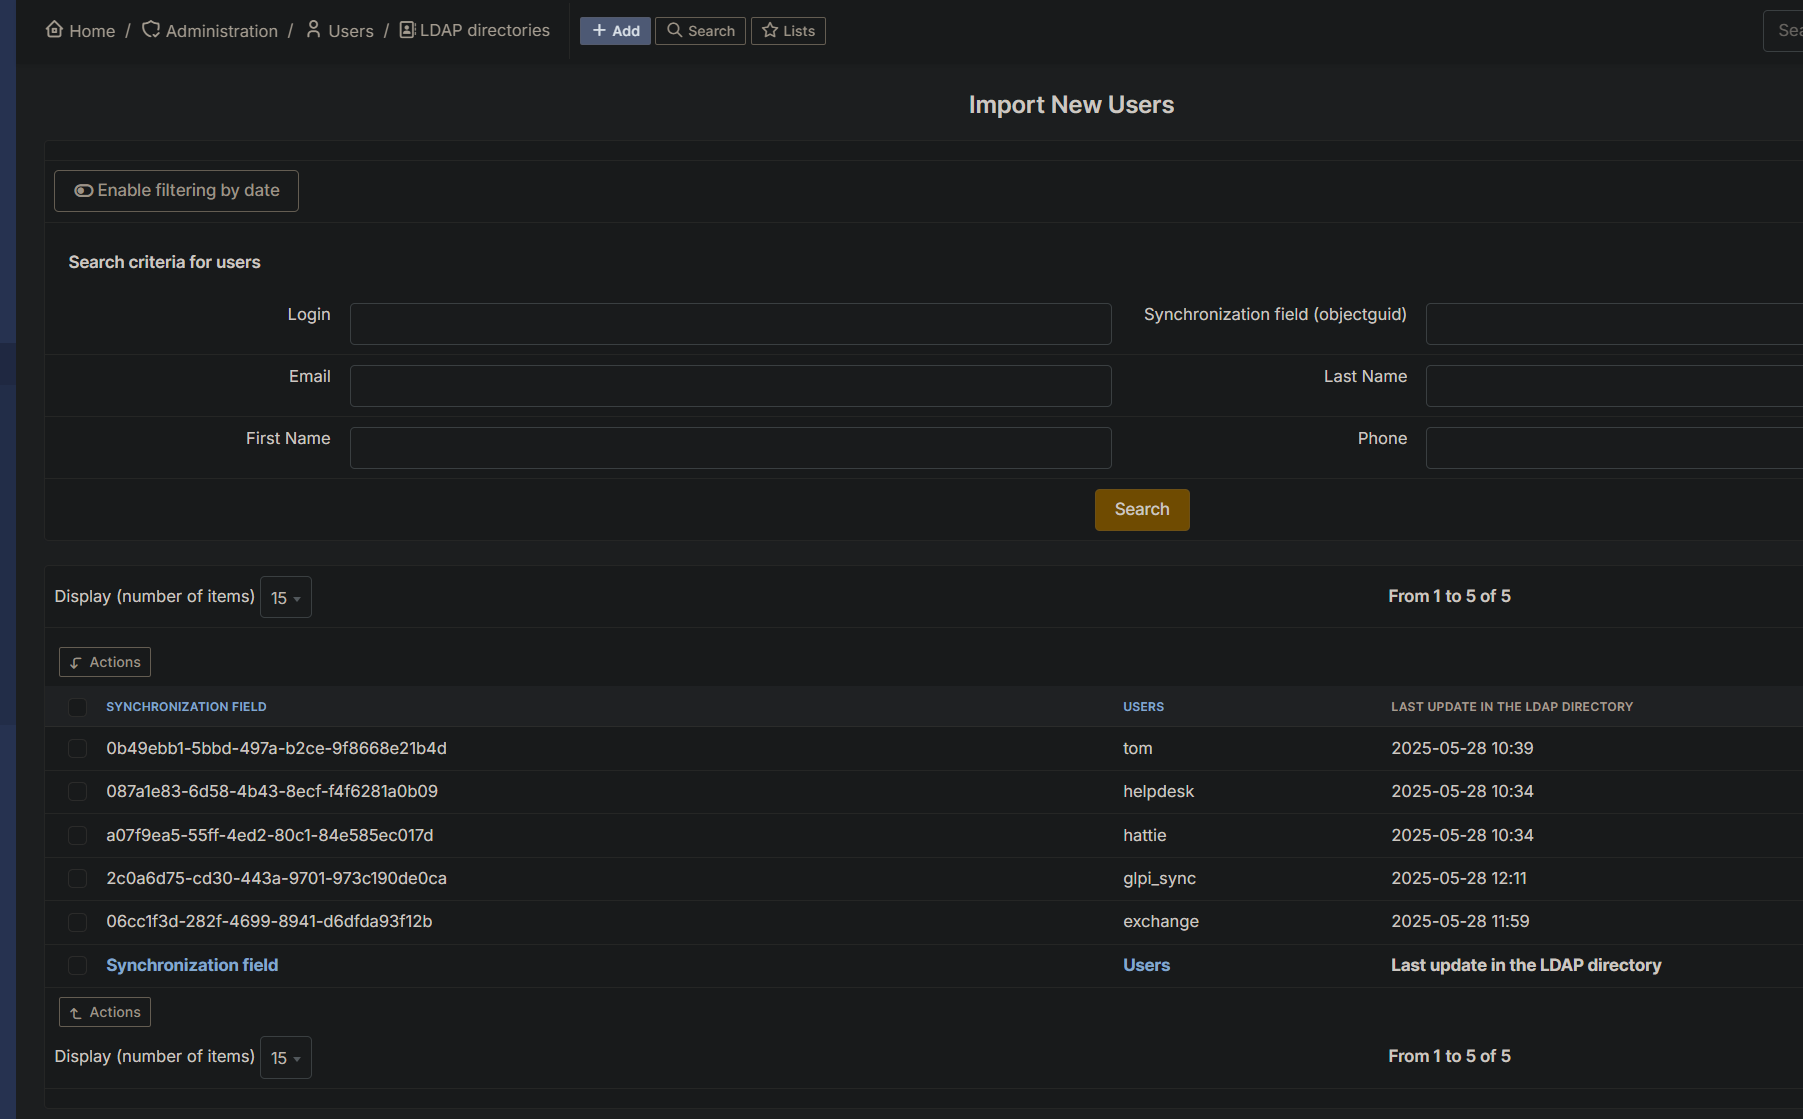 Home / Administration / Users / LDAP directories + Add Search Lists
Import New Users
Enable filtering by date
Search criteria for users
Login Synchronization field (objectguid)
Email Last Name
First Name Phone
Search
Display (number of items) 15 From 1 to 5 of 5
Actions
SYNCHRONIZATION FIELD USERS LAST UPDATE IN THE LDAP DIRECTORY
0b49ebb1-5bbd-497a-b2ce-9f8668e21b4d tom 2025-05-28 10:39
087a1e83-6d58-4b43-8ecf-f4f6281a0b09 helpdesk 2025-05-28 10:34
a07f9ea5-55ff-4ed2-80c1-84e585ec017d hattie 2025-05-28 10:34
2c0a6d75-cd30-443a-9701-973c190de0ca glpi_sync 2025-05-28 12:11
06cc1f3d-282f-4699-8941-d6dfda93f12b exchange 2025-05-28 11:59
Synchronization field Users Last update in the LDAP directory
Actions
Display (number of items) 15 From 1 to 5 of 5